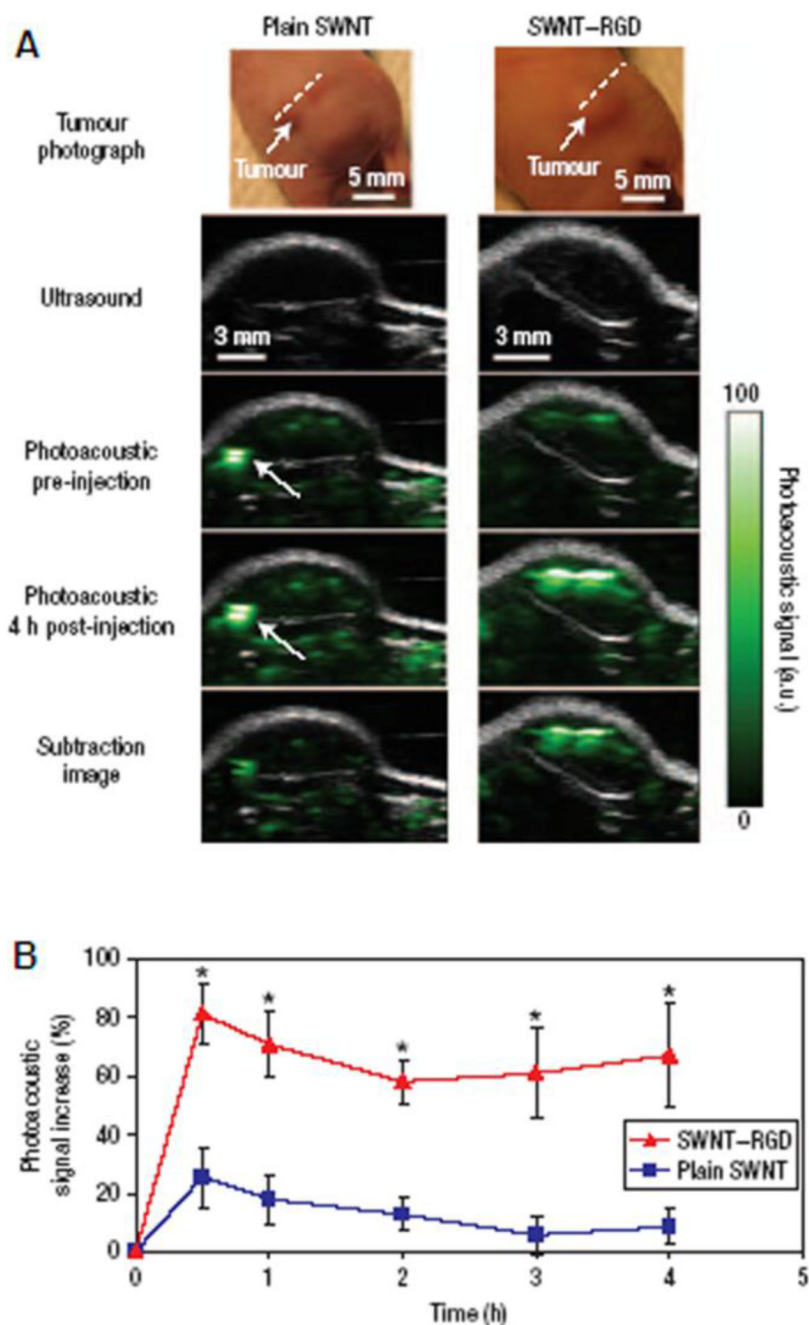 A
Plain SWNT
SWNT–RGD
Tumour
photograph
Tumour
5 mm
Tumour
5 mm
Ultrasound
3 mm
3 mm
Photoacoustic
pre-injection
Photoacoustic
4 h post-injection
Subtraction
image
100
Photoacoustic signal (a.u.)
0
B
Photoacoustic
signal increase (%)
100
80
60
40
20
0
*
*
*
*
*
SWNT–RGD
Plain SWNT
0
1
2
3
4
5
Time (h)